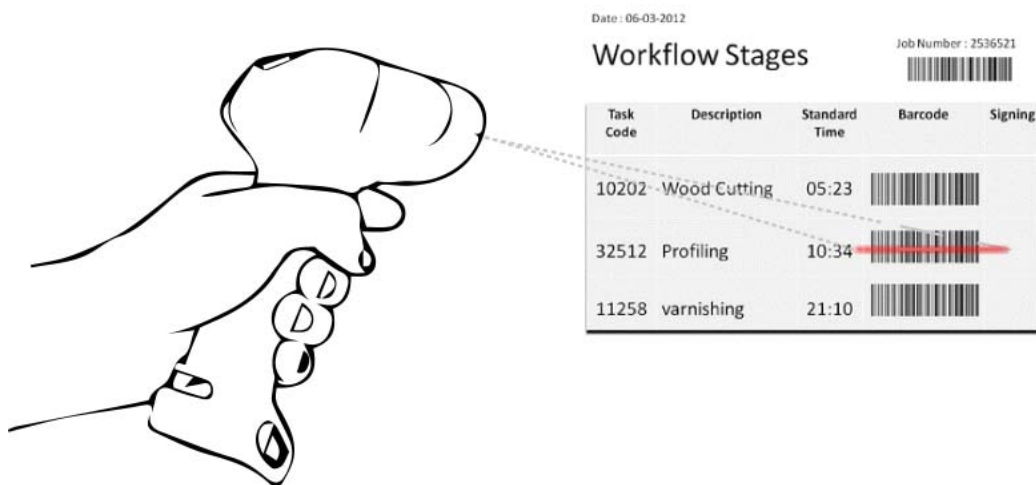 Date : 06-03-2012
Workflow Stages
Job Number : 2536521
Task Code Description Standard Time Barcode Signing
10202 Wood Cutting 05:23
32512 Profiling 10:34
11258 varnishing 21:10